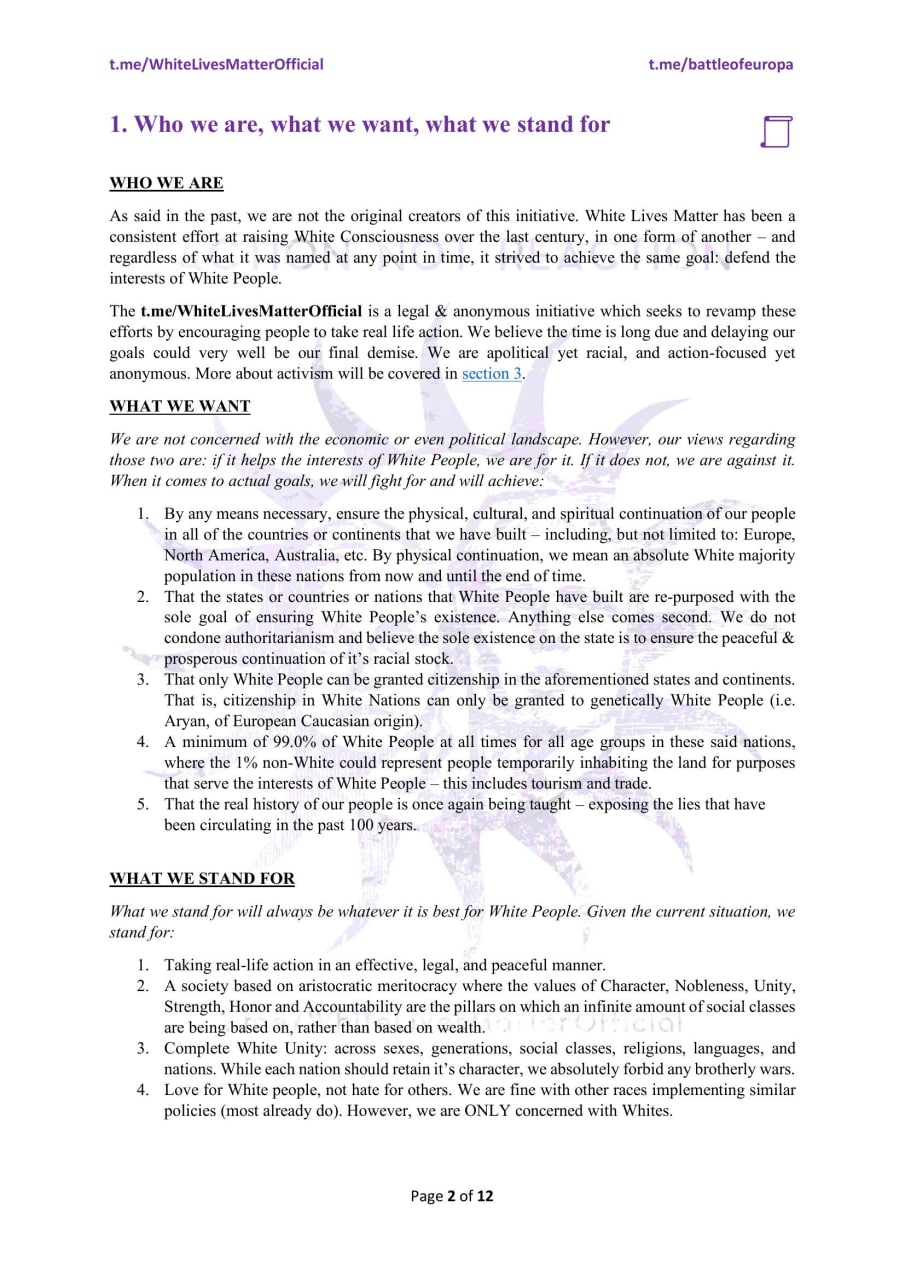 t.me/WhiteLivesMatterOfficial t.me/battleofeuropa
1. Who we are, what we want, what we stand for
WHO WE ARE
As said in the past, we are not the original creators of this initiative. White Lives Matter has been a
consistent effort at raising White Consciousness over the last century, in one form of another – and
ACTION NOT REACTION
regardless of what it was named at any point in time, it strived to achieve the same goal: defend the
interests of White People.
The t.me/WhiteLivesMatterOfficial is a legal & anonymous initiative which seeks to revamp these
efforts by encouraging people to take real life action. We believe the time is long due and delaying our
goals could very well be our final demise. We are apolitical yet racial, and action-focused yet
anonymous. More about activism will be covered in section 3.
WHAT WE WANT
We are not concerned with the economic or even political landscape. However, our views regarding
those two are: if it helps the interests of White People, we are for it. If it does not, we are against it.
When it comes to actual goals, we will fight for and will achieve:
1. By any means necessary, ensure the physical, cultural, and spiritual continuation of our people
in all of the countries or continents that we have built – including, but not limited to: Europe,
North America, Australia, etc. By physical continuation, we mean an absolute White majority
population in these nations from now and until the end of time.
2. That the states or countries or nations that White People have built are re-purposed with the
sole goal of ensuring White People's existence. Anything else comes second. We do not
condone authoritarianism and believe the sole existence on the state is to ensure the peaceful &
prosperous continuation of it's racial stock.
3. That only White People can be granted citizenship in the aforementioned states and continents.
That is, citizenship in White Nations can only be granted to genetically White People (i.e.
Aryan, of European Caucasian origin).
4. A minimum of 99.0% of White People at all times for all age groups in these said nations,
where the 1% non-White could represent people temporarily inhabiting the land for purposes
that serve the interests of White People – this includes tourism and trade.
5. That the real history of our people is once again being taught – exposing the lies that have
been circulating in the past 100 years.
WHAT WE STAND FOR
What we stand for will always be whatever it is best for White People. Given the current situation, we
stand for:
1. Taking real-life action in an effective, legal, and peaceful manner.
2. A society based on aristocratic meritocracy where the values of Character, Nobleness, Unity,
Strength, Honor and Accountability are the pillars on which an infinite amount of social classes
are being based on, rather than based on wealth.
3. Complete White Unity: across sexes, generations, social classes, religions, languages, and
nations. While each nation should retain it's character, we absolutely forbid any brotherly wars.
4. Love for White people, not hate for others. We are fine with other races implementing similar
policies (most already do). However, we are ONLY concerned with Whites.
Page 2 of 12